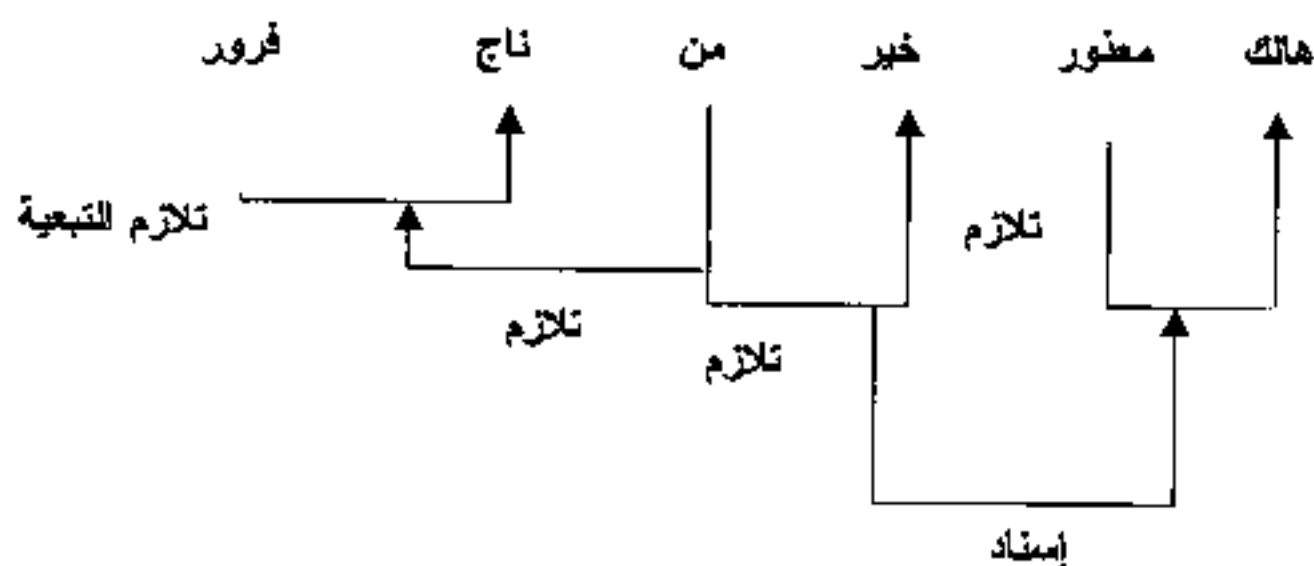 هالك معذور خير من ناج فرور
تلازم
تلازم التبعية
تلازم
تلازم
إسناد